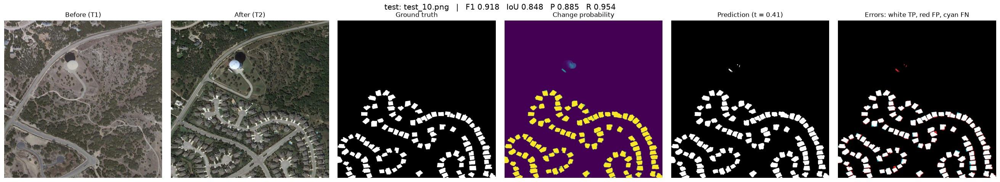 test: test_10.png | F1 0.918 IoU 0.848 P 0.885 R 0.954
Before (T1)
After (T2)
Ground truth
Change probability
Prediction (t = 0.41)
Errors: white TP, red FP, cyan FN